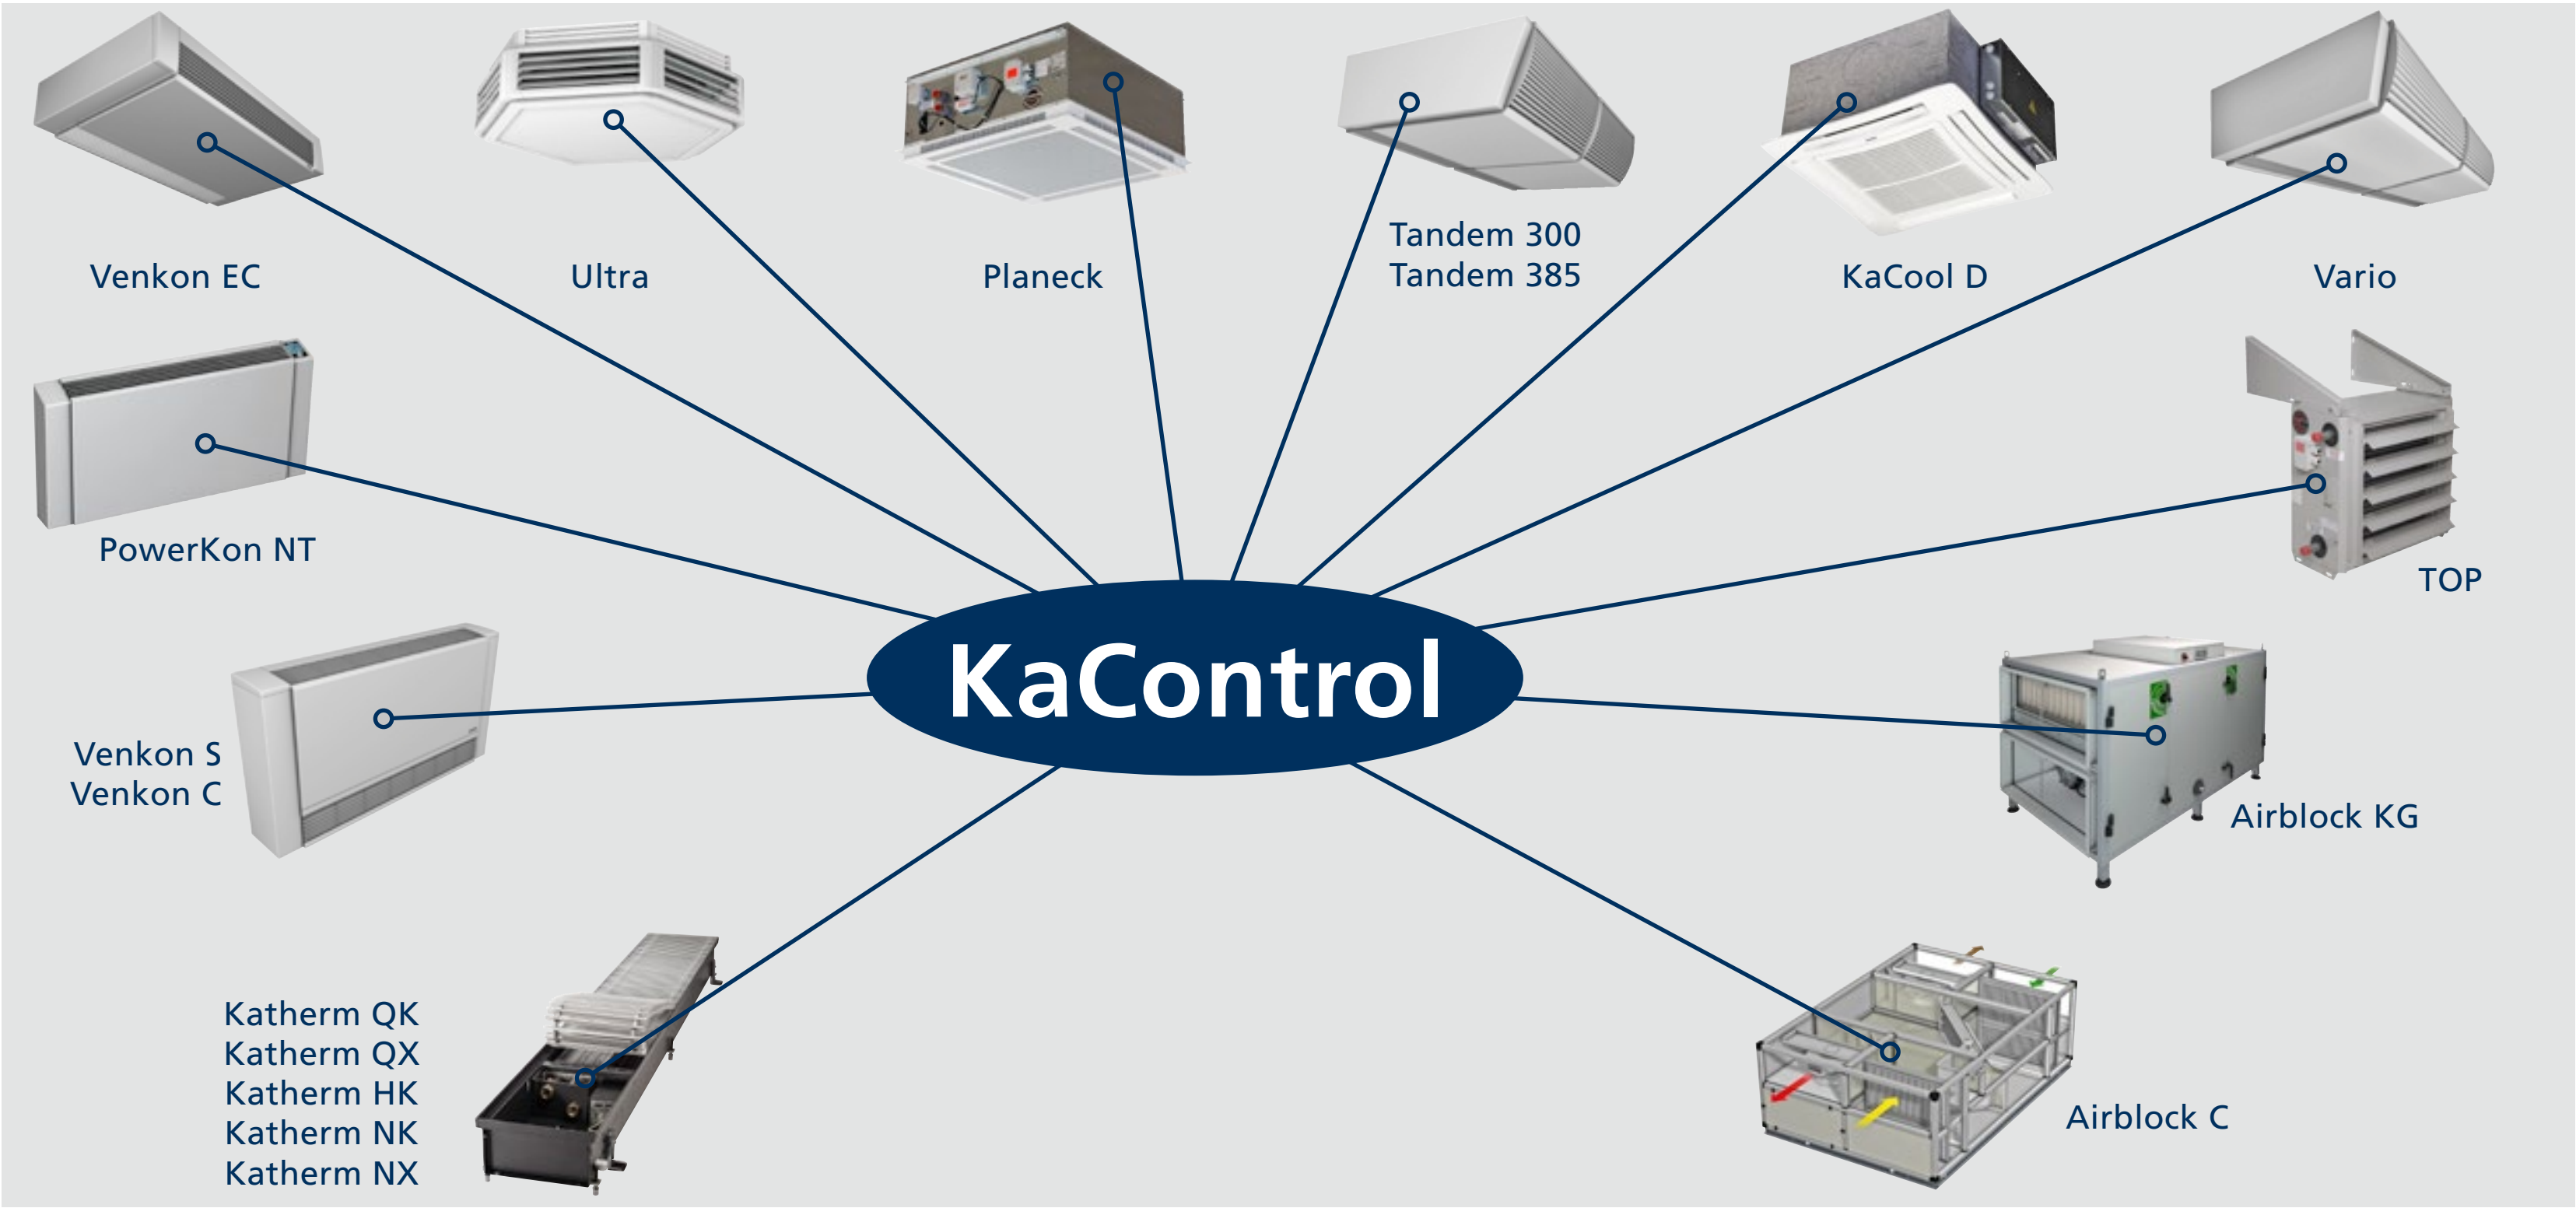 Venkon EC
Ultra
Planeck
Tandem 300
Tandem 385
KaCool D
Vario
PowerKon NT
TOP
KaControl
Venkon S
Venkon C
Airblock KG
Katherm QK
Katherm QX
Katherm HK
Katherm NK
Katherm NX
Airblock C